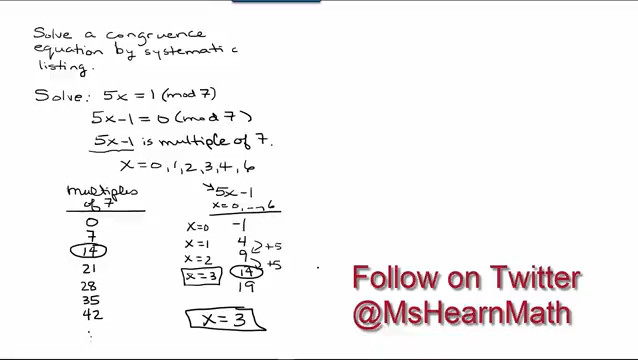 Solve a congruence
equation by systematic
listing.
Solve: 5x = 1 (mod 7)
5x-1 = 0 (mod 7)
5x-1 is multiple of 7.
x = 0, 1, 2, 3, 4, 6
multiples of 7
0
7
14
21
28
35
42
⋮
5x-1
x=0, ..., 6
x=0 -1
x=1 4 +5
x=2 9 +5
x=3 14
19
x=3
Follow on Twitter
@MsHearnMath